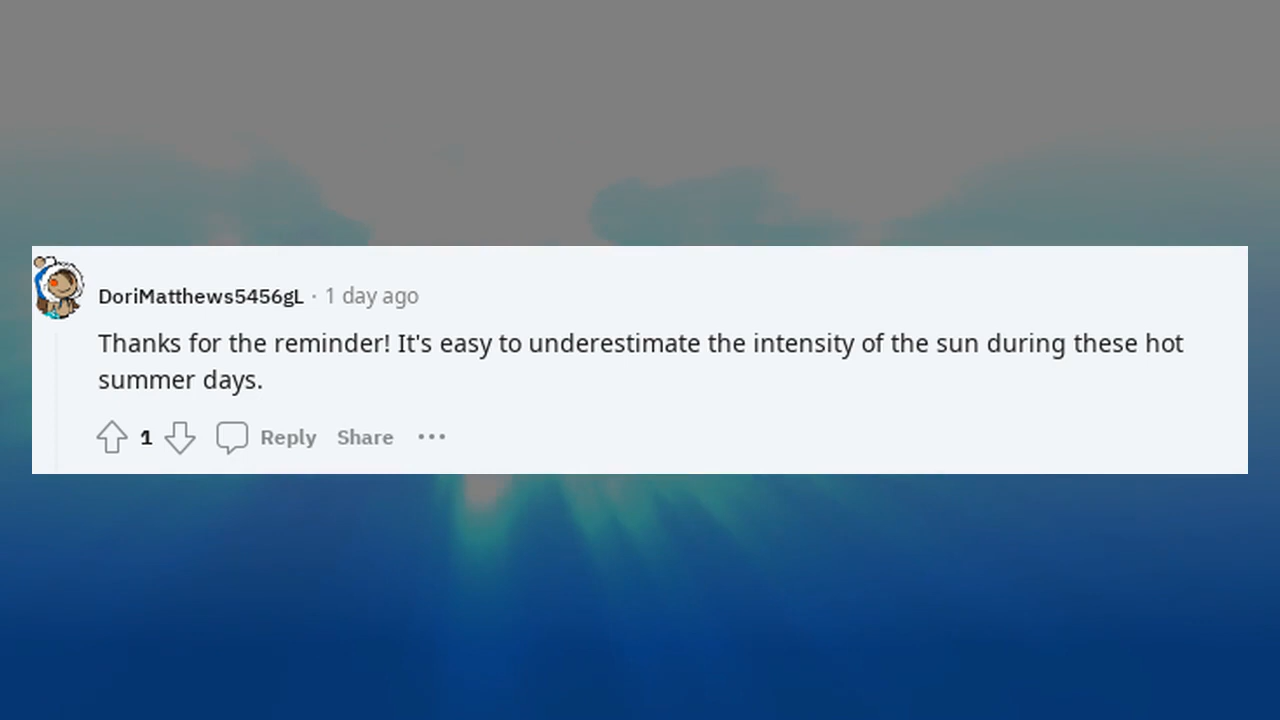 DoriMatthews5456gL · 1 day ago
Thanks for the reminder! It's easy to underestimate the intensity of the sun during these hot
summer days.
1 Reply Share